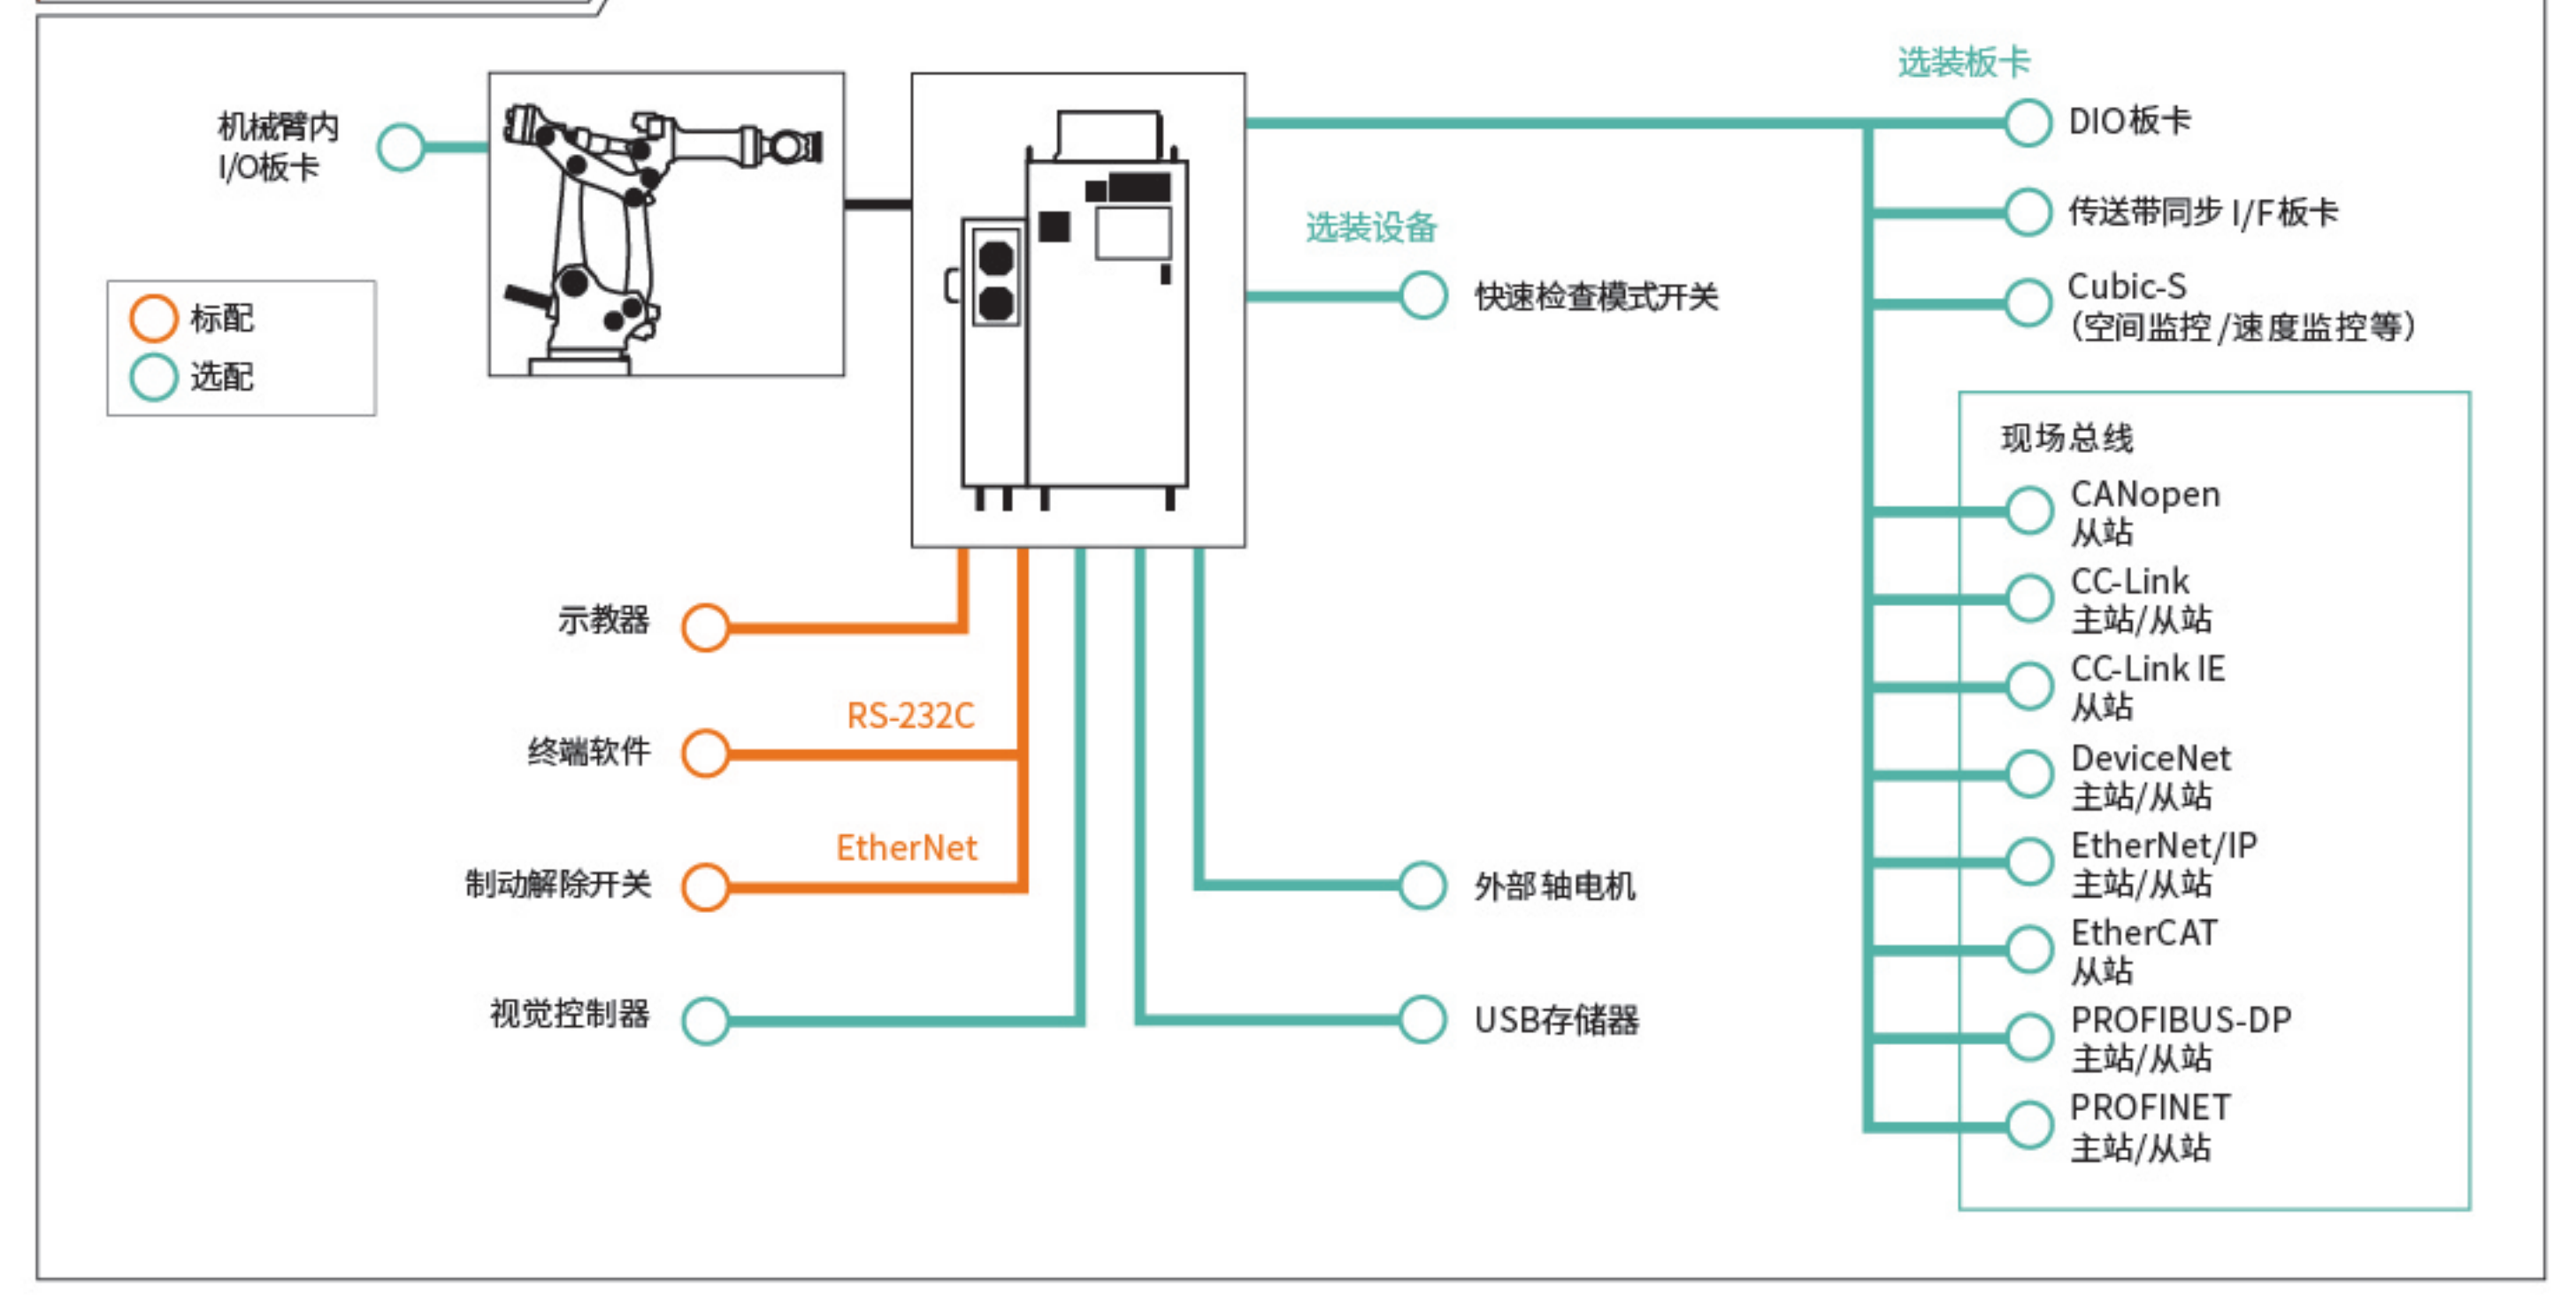 机械臂内
I/O板卡
标配
选配
选装板卡
DIO板卡
传送带同步 I/F板卡
Cubic-S
（空间监控/速度监控等）
选装设备
快速检查模式开关
现场总线
CANopen
从站
CC-Link
主站/从站
CC-Link IE
从站
DeviceNet
主站/从站
EtherNet/IP
主站/从站
EtherCAT
从站
PROFIBUS-DP
主站/从站
PROFINET
主站/从站
示教器
RS-232C
终端软件
EtherNet
制动解除开关
视觉控制器
外部轴电机
USB存储器